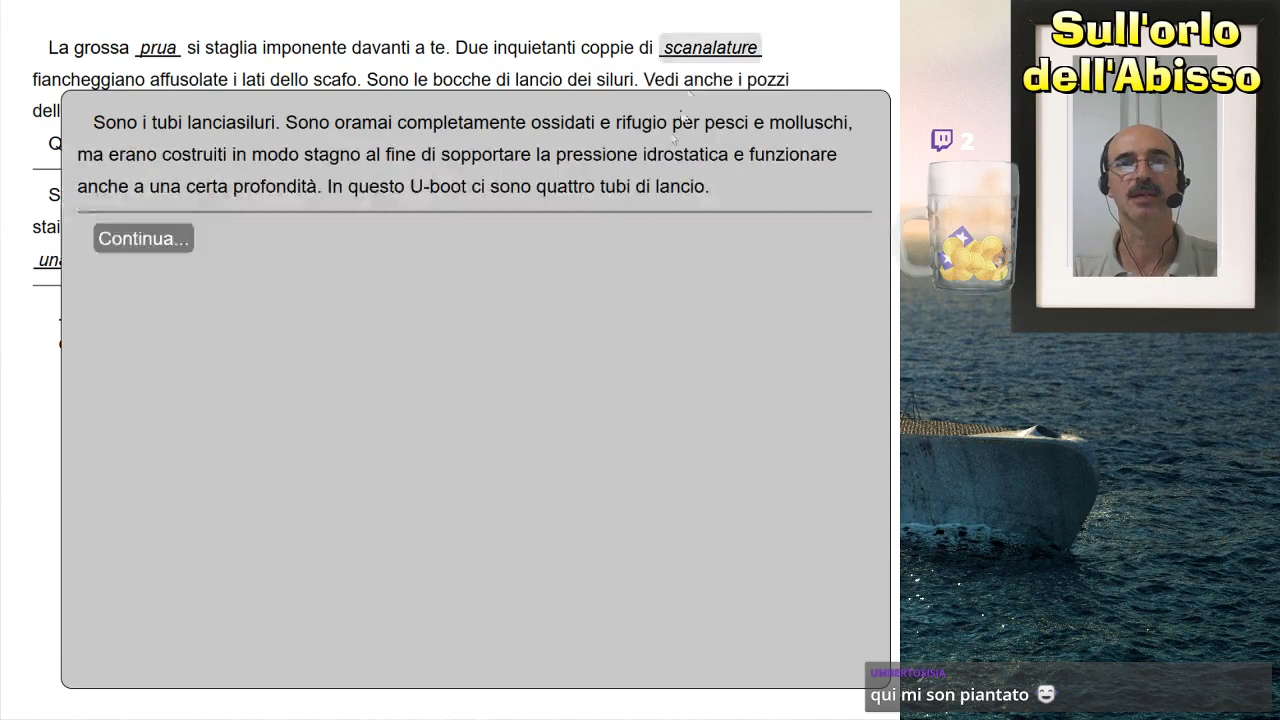 La grossa prua si staglia imponente davanti a te. Due inquietanti coppie di scanalature
fiancheggiano affusolate i lati dello scafo. Sono le bocche di lancio dei siluri. Vedi anche i pozzi
dell
Q
S
stai
una
Sono i tubi lanciasiluri. Sono oramai completamente ossidati e rifugio per pesci e molluschi,
ma erano costruiti in modo stagno al fine di sopportare la pressione idrostatica e funzionare
anche a una certa profondità. In questo U-boot ci sono quattro tubi di lancio.
Continua...
Sull'orlo
dell'Abisso
2
UMBERTOSISIA
qui mi son piantato